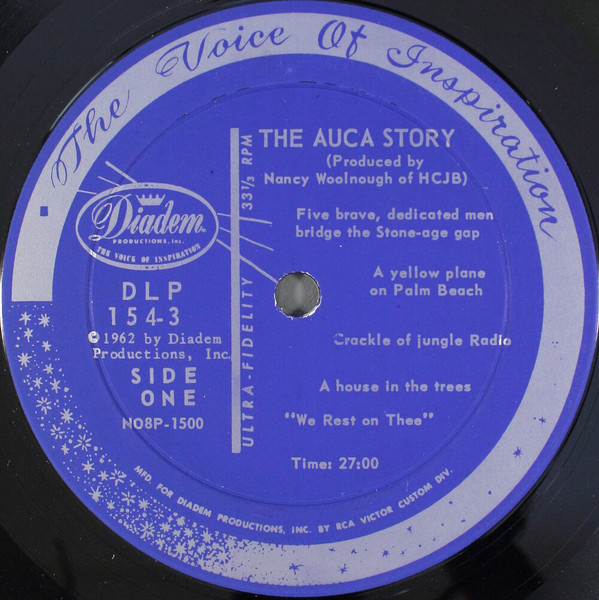 The Voice Of Inspiration
THE AUCA STORY
(Produced by
Nancy Woolnough of HCJB)
Five brave, dedicated men
bridge the Stone-age gap
A yellow plane
on Palm Beach
Crackle of jungle Radio
A house in the trees
"We Rest on Thee"
Time: 27:00
ULTRA-FIDELITY 33⅓ RPM
Diadem
PRODUCTIONS, Inc.
THE VOICE OF INSPIRATION
DLP
154-3
©1962 by Diadem
Productions, Inc.
SIDE
ONE
NO8P-1500
MFD. FOR DIADEM PRODUCTIONS, INC. BY RCA VICTOR CUSTOM DIV.